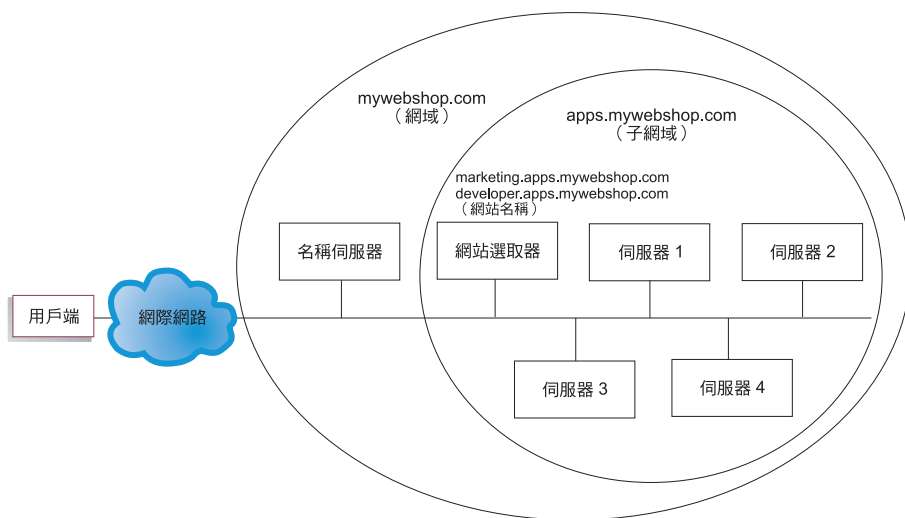 mywebshop.com
（網域）
apps.mywebshop.com
（子網域）
marketing.apps.mywebshop.com
developer.apps.mywebshop.com
（網站名稱）
名稱伺服器
網站選取器
伺服器 1
伺服器 2
用戶端
網際網路
伺服器 3
伺服器 4